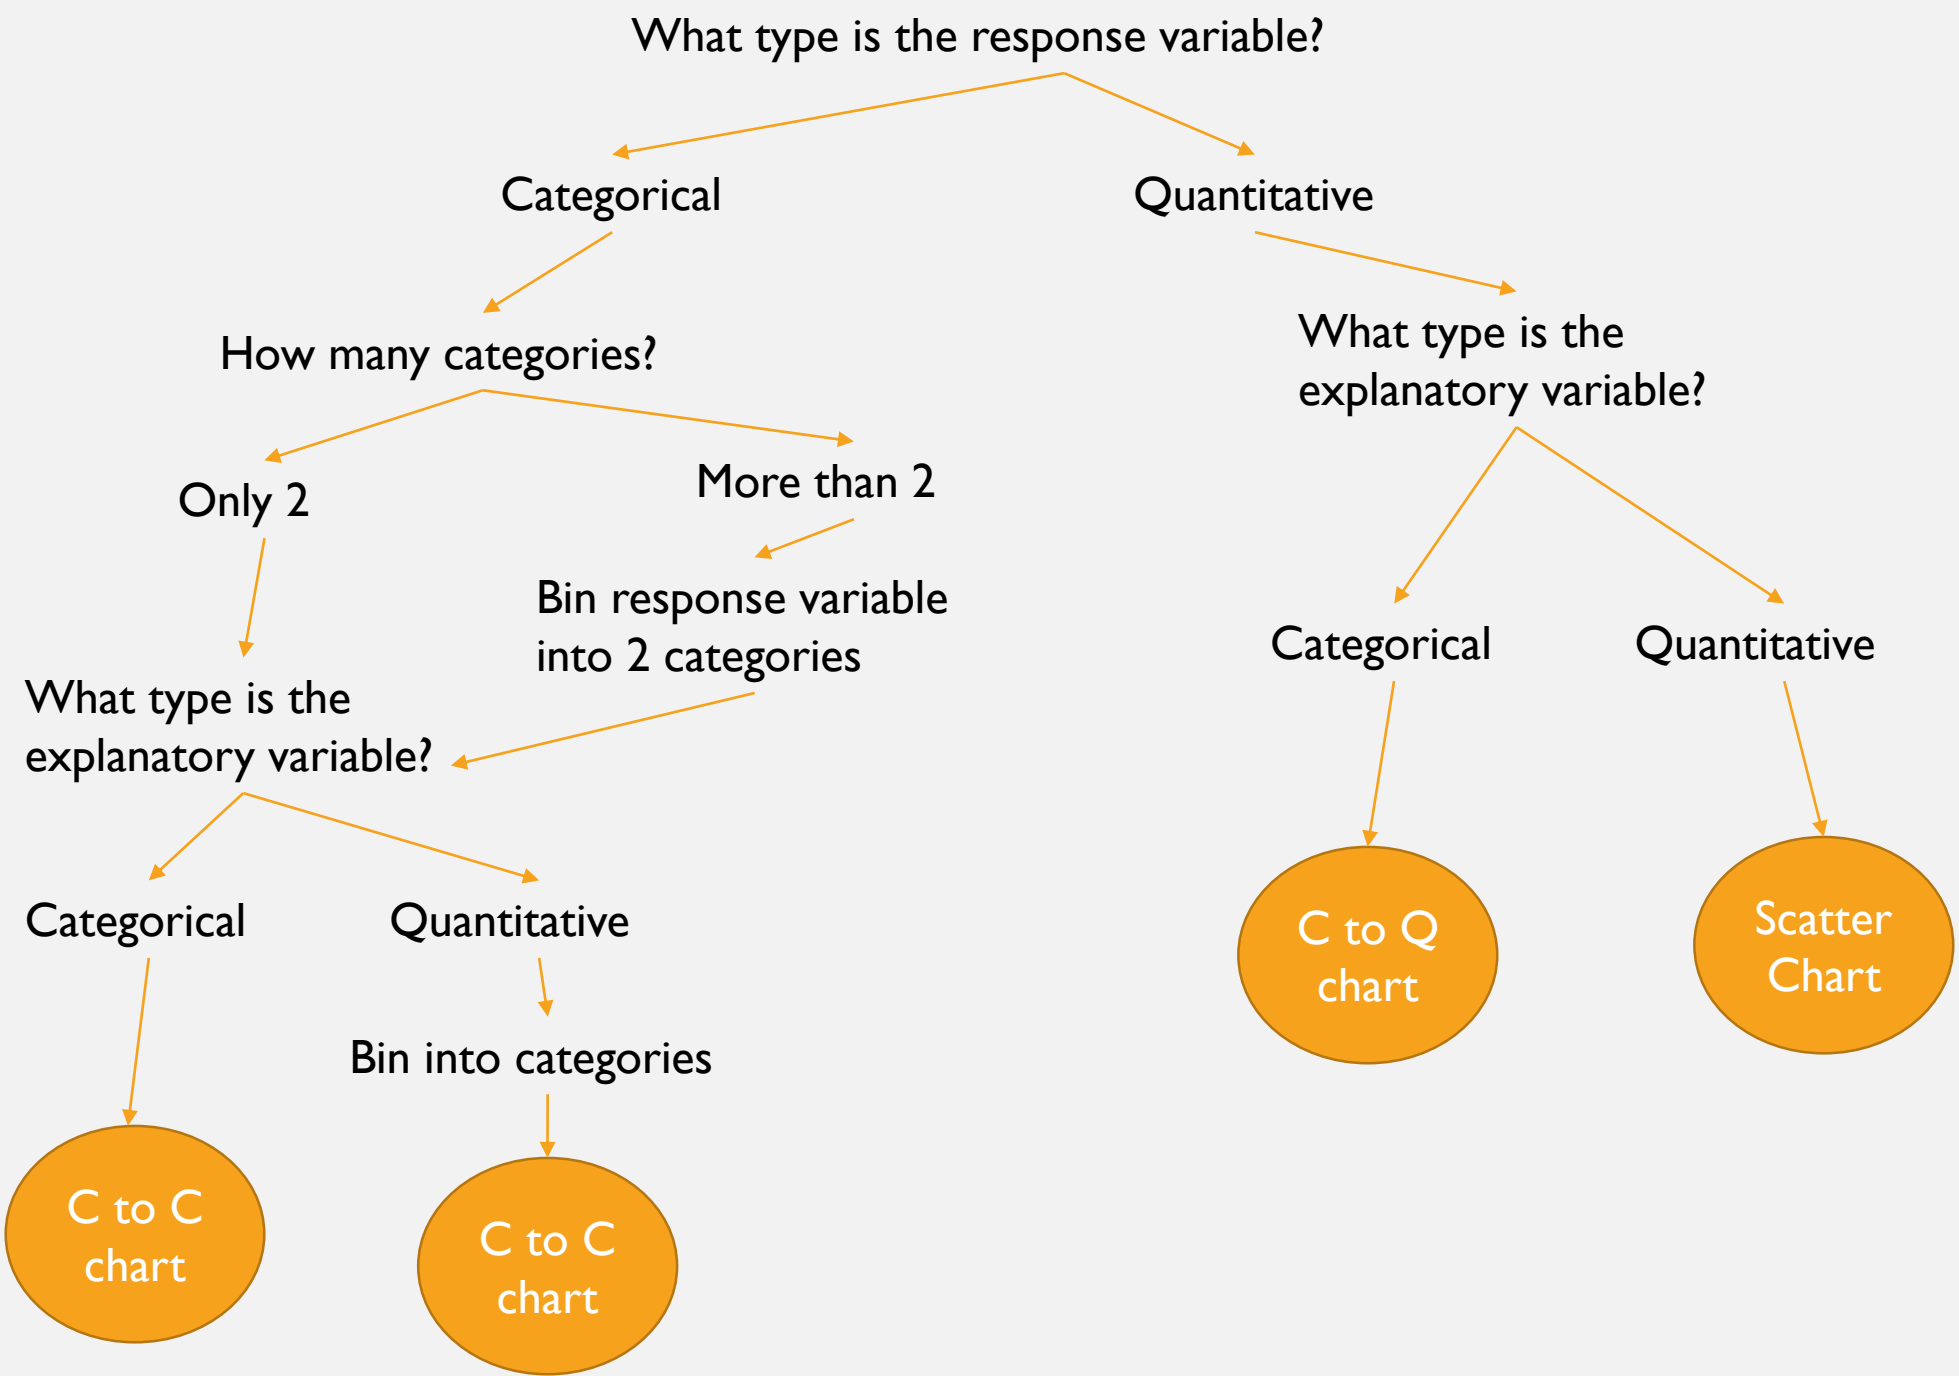 What type is the response variable?
Categorical
Quantitative
How many categories?
What type is the
explanatory variable?
Only 2
More than 2
Bin response variable
into 2 categories
Categorical
Quantitative
What type is the
explanatory variable?
Categorical
Quantitative
C to Q
chart
Scatter
Chart
Bin into categories
C to C
chart
C to C
chart